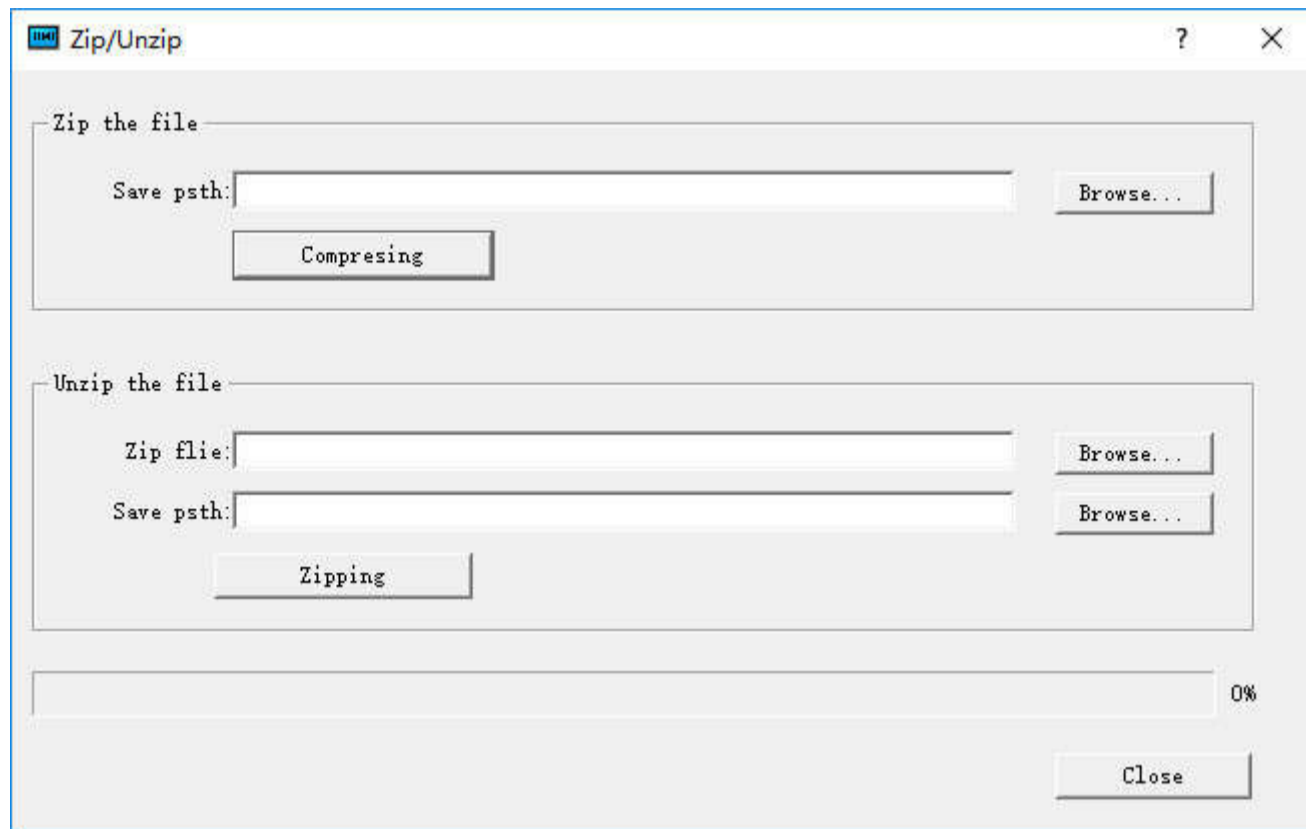 Zip/Unzip
Zip the file
Save psth:
Browse...
Compresing
Unzip the file
Zip flie:
Browse...
Save psth:
Browse...
Zipping
0%
Close